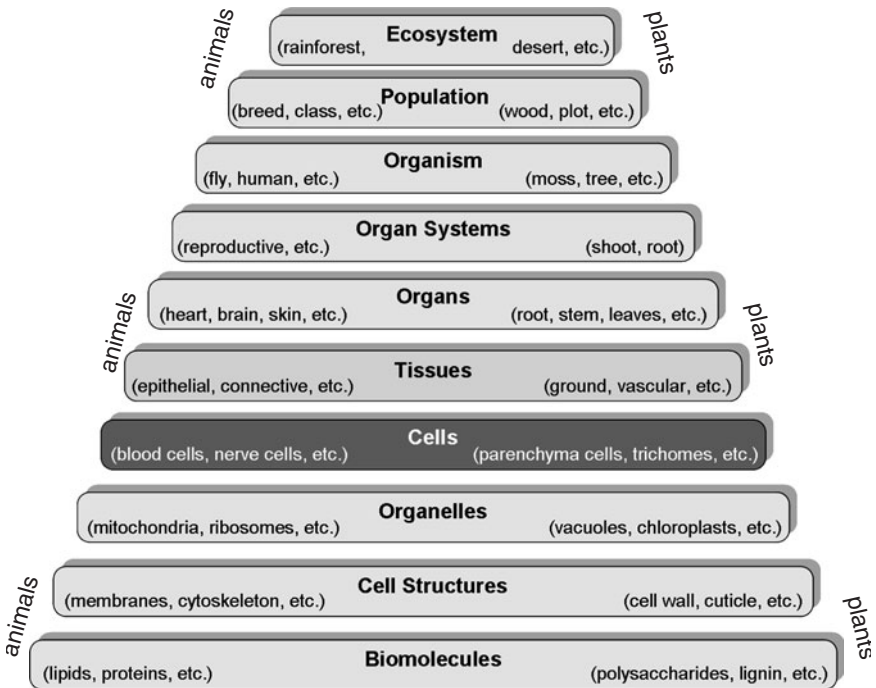 animals
plants
Ecosystem
(rainforest, desert, etc.)
Population
(breed, class, etc.) (wood, plot, etc.)
Organism
(fly, human, etc.) (moss, tree, etc.)
Organ Systems
(reproductive, etc.) (shoot, root)
animals
plants
Organs
(heart, brain, skin, etc.) (root, stem, leaves, etc.)
Tissues
(epithelial, connective, etc.) (ground, vascular, etc.)
Cells
(blood cells, nerve cells, etc.) (parenchyma cells, trichomes, etc.)
Organelles
(mitochondria, ribosomes, etc.) (vacuoles, chloroplasts, etc.)
animals
plants
Cell Structures
(membranes, cytoskeleton, etc.) (cell wall, cuticle, etc.)
Biomolecules
(lipids, proteins, etc.) (polysaccharides, lignin, etc.)